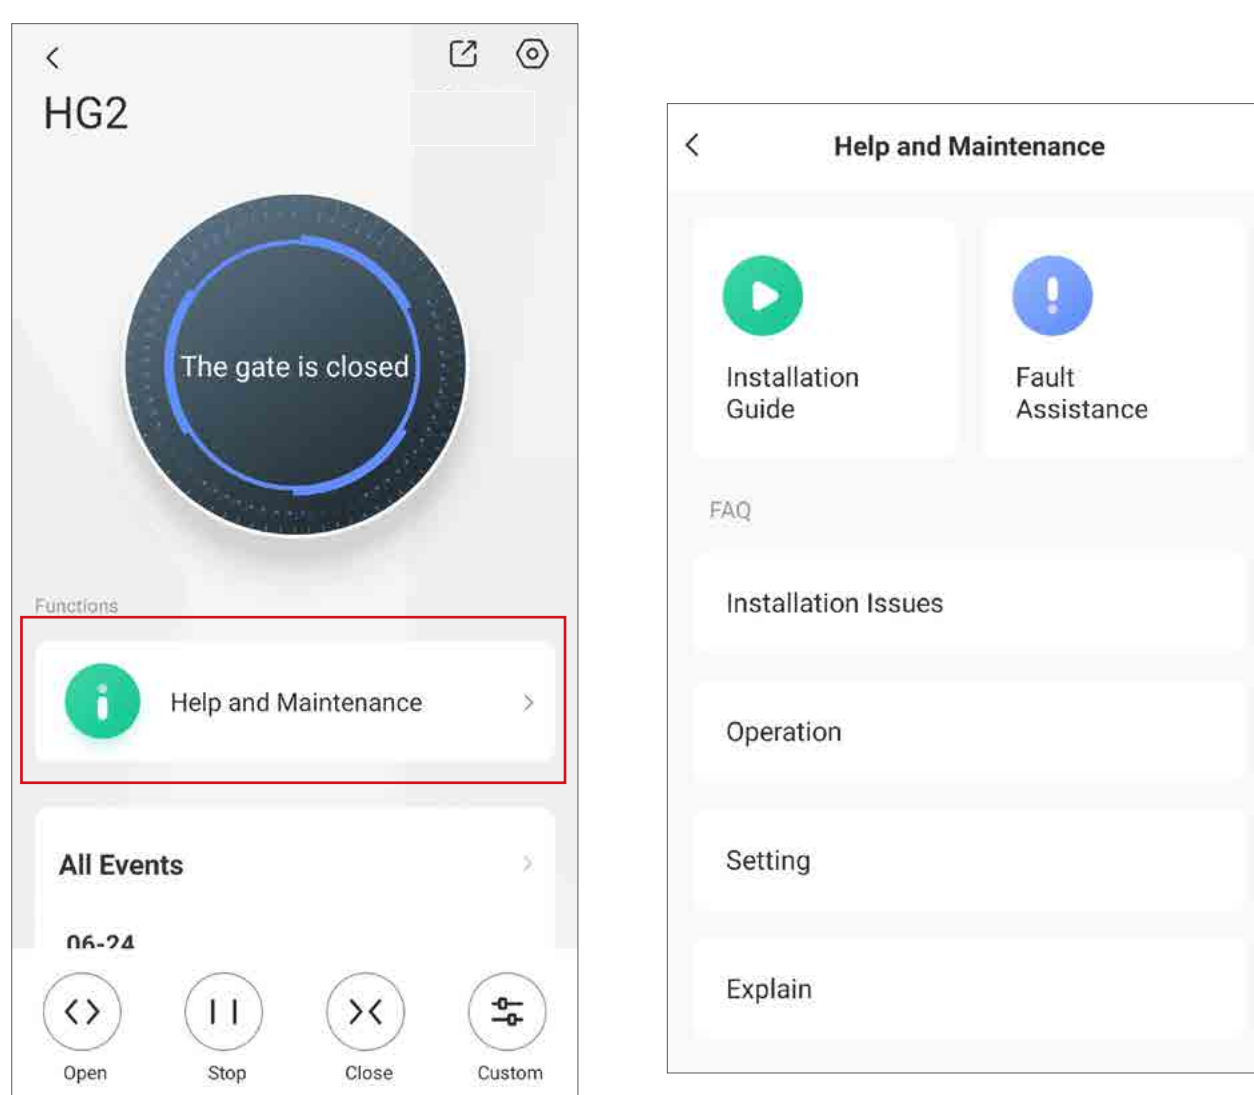 HG2
The gate is closed
Functions
Help and Maintenance
All Events
06-24
Open
Stop
Close
Custom
Help and Maintenance
Installation
Guide
Fault
Assistance
FAQ
Installation Issues
Operation
Setting
Explain